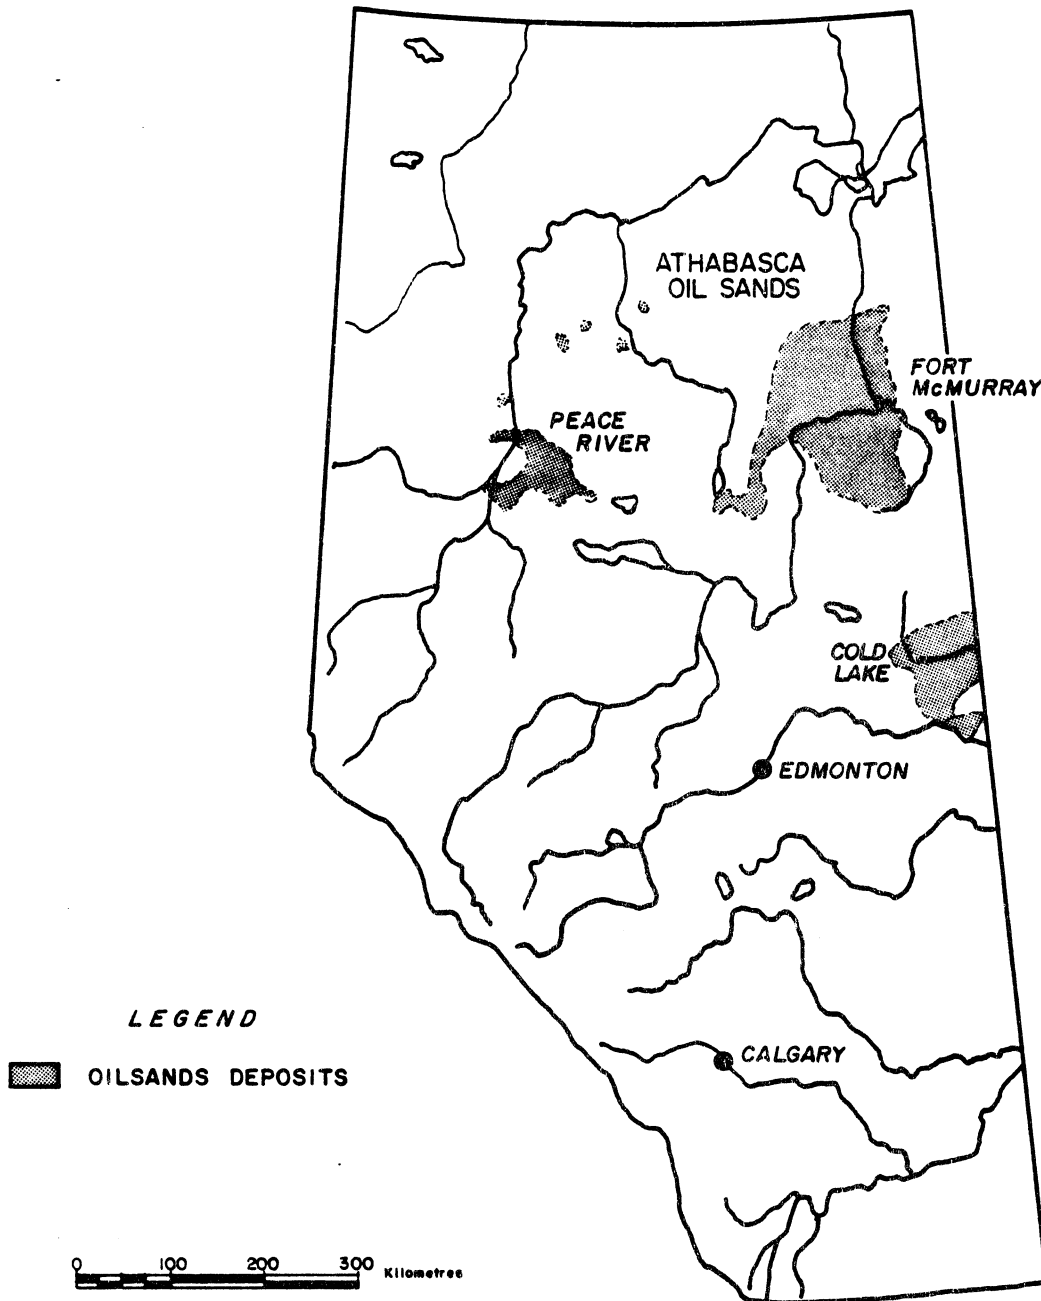 ATHABASCA
OIL SANDS
FORT
McMURRAY
PEACE
RIVER
COLD
LAKE
EDMONTON
CALGARY
LEGEND
OILSANDS DEPOSITS
0 100 200 300 Kilometres